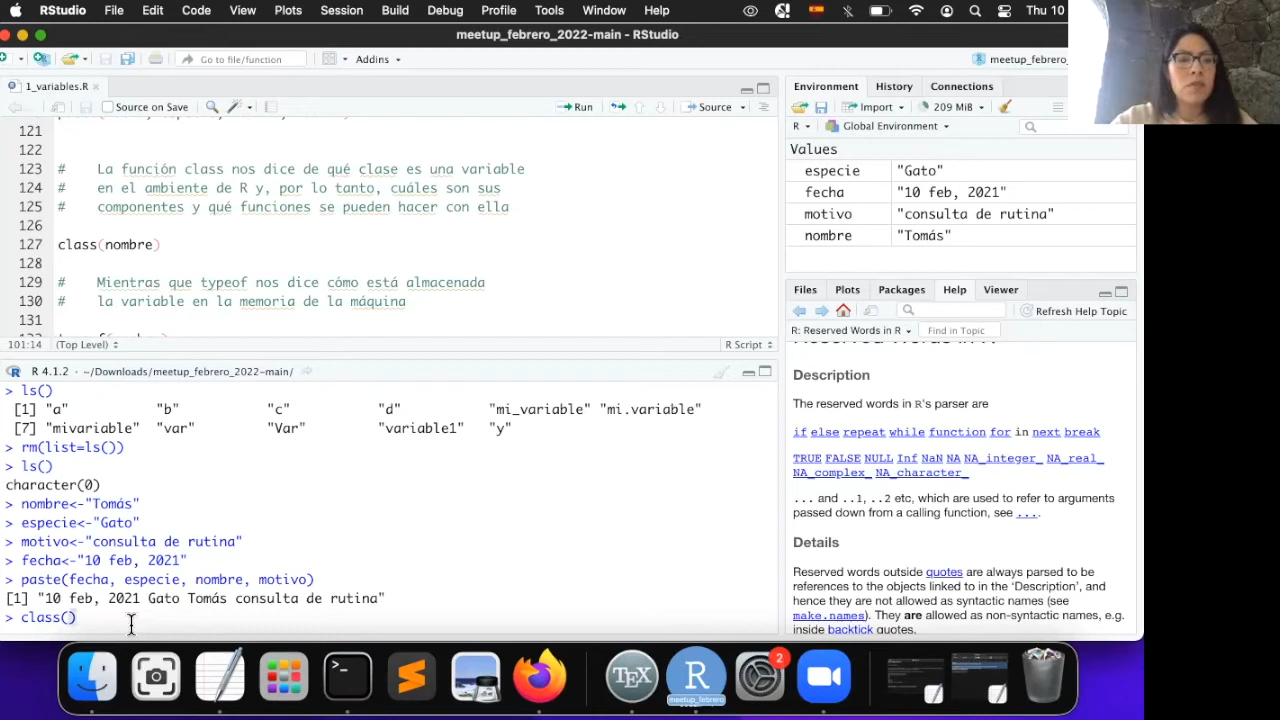 RStudio File Edit Code View Plots Session Build Debug Profile Tools Window Help Thu 10
meetup_febrero_2022-main - RStudio
Go to file/function Addins meetup_febrero
1_variables.R
Source on Save Run Source
121
122
123 # La función class nos dice de qué clase es una variable
124 # en el ambiente de R y, por lo tanto, cuáles son sus
125 # componentes y qué funciones se pueden hacer con ella
126
127 class(nombre)
128
129 # Mientras que typeof nos dice cómo está almacenada
130 # la variable en la memoria de la máquina
131
101:14 (Top Level) R Script
R 4.1.2 · ~/Downloads/meetup_febrero_2022-main/
> ls()
[1] "a" "b" "c" "d" "mi_variable" "mi.variable"
[7] "mivariable" "var" "Var" "variable1" "y"
> rm(list=ls())
> ls()
character(0)
> nombre<-"Tomás"
> especie<-"Gato"
> motivo<-"consulta de rutina"
> fecha<-"10 feb, 2021"
> paste(fecha, especie, nombre, motivo)
[1] "10 feb, 2021 Gato Tomás consulta de rutina"
> class()
Environment History Connections
Import 209 MiB
R Global Environment
Values
especie "Gato"
fecha "10 feb, 2021"
motivo "consulta de rutina"
nombre "Tomás"
Files Plots Packages Help Viewer
Refresh Help Topic
R: Reserved Words in R Find in Topic
Reserved Words in R
Description
The reserved words in R's parser are
if else repeat while function for in next break
TRUE FALSE NULL Inf NaN NA NA_integer_ NA_real_
NA_complex_ NA_character_
... and ..1, ..2 etc, which are used to refer to arguments
passed down from a calling function, see ....
Details
Reserved words outside quotes are always parsed to be
references to the objects linked to in the 'Description', and
hence they are not allowed as syntactic names (see
make.names). They are allowed as non-syntactic names, e.g.
inside backtick quotes.
TEX R 2
meetup_febrero